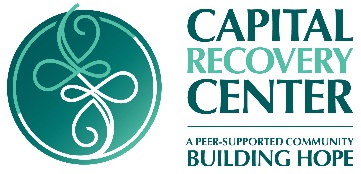 CAPITAL
RECOVERY
CENTER
A PEER-SUPPORTED COMMUNITY
BUILDING HOPE